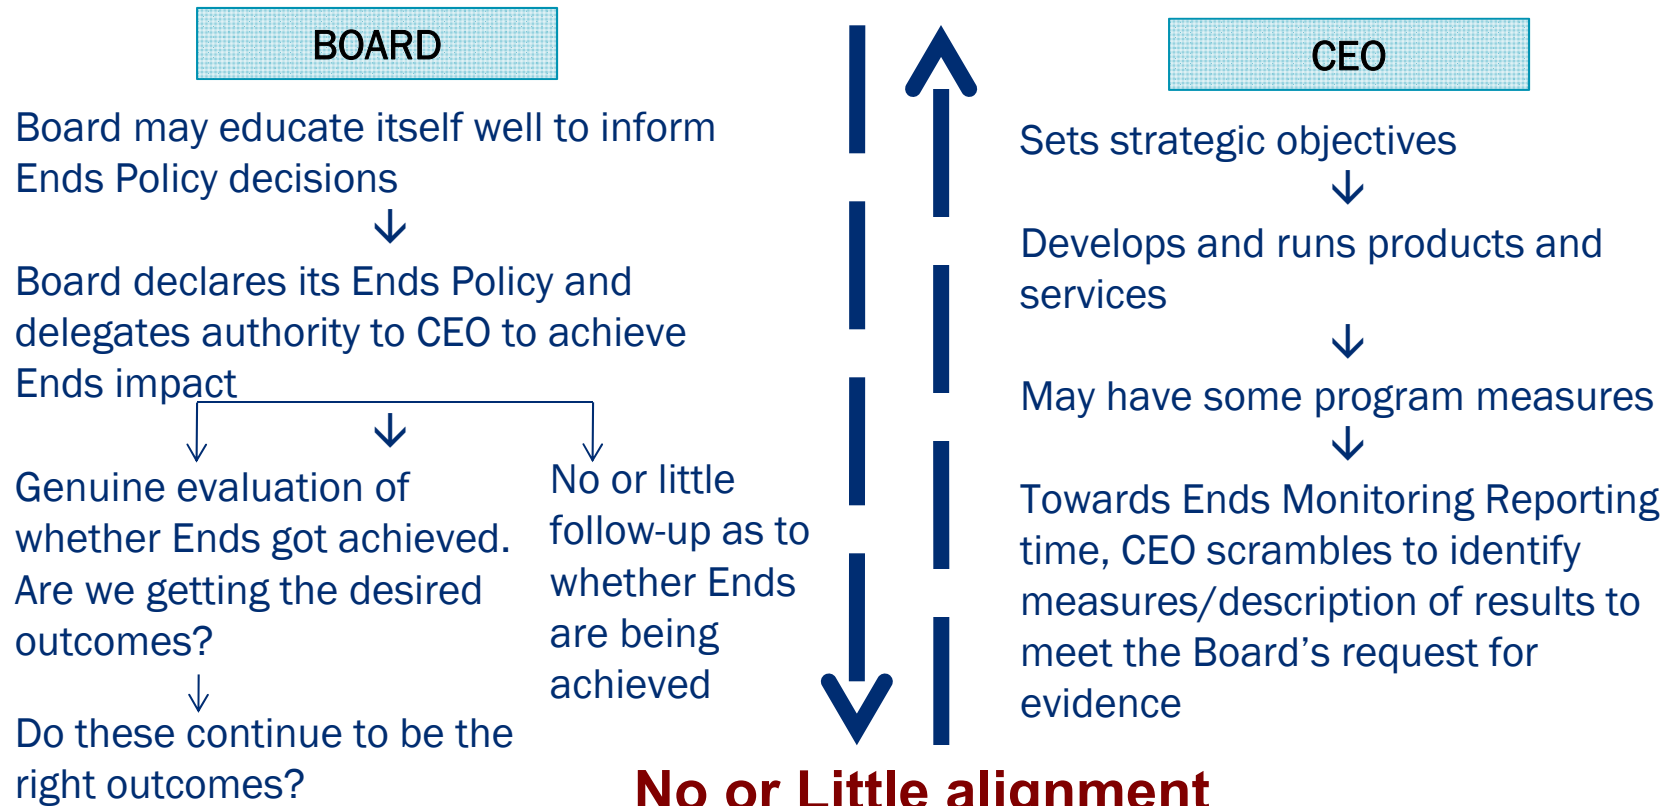 BOARD
Board may educate itself well to inform
Ends Policy decisions
Board declares its Ends Policy and
delegates authority to CEO to achieve
Ends impact
Genuine evaluation of
whether Ends got achieved.
Are we getting the desired
outcomes?
Do these continue to be the
right outcomes?
No or little
follow-up as to
whether Ends
are being
achieved
CEO
Sets strategic objectives
Develops and runs products and
services
May have some program measures
Towards Ends Monitoring Reporting
time, CEO scrambles to identify
measures/description of results to
meet the Board’s request for
evidence
No or Little alignment